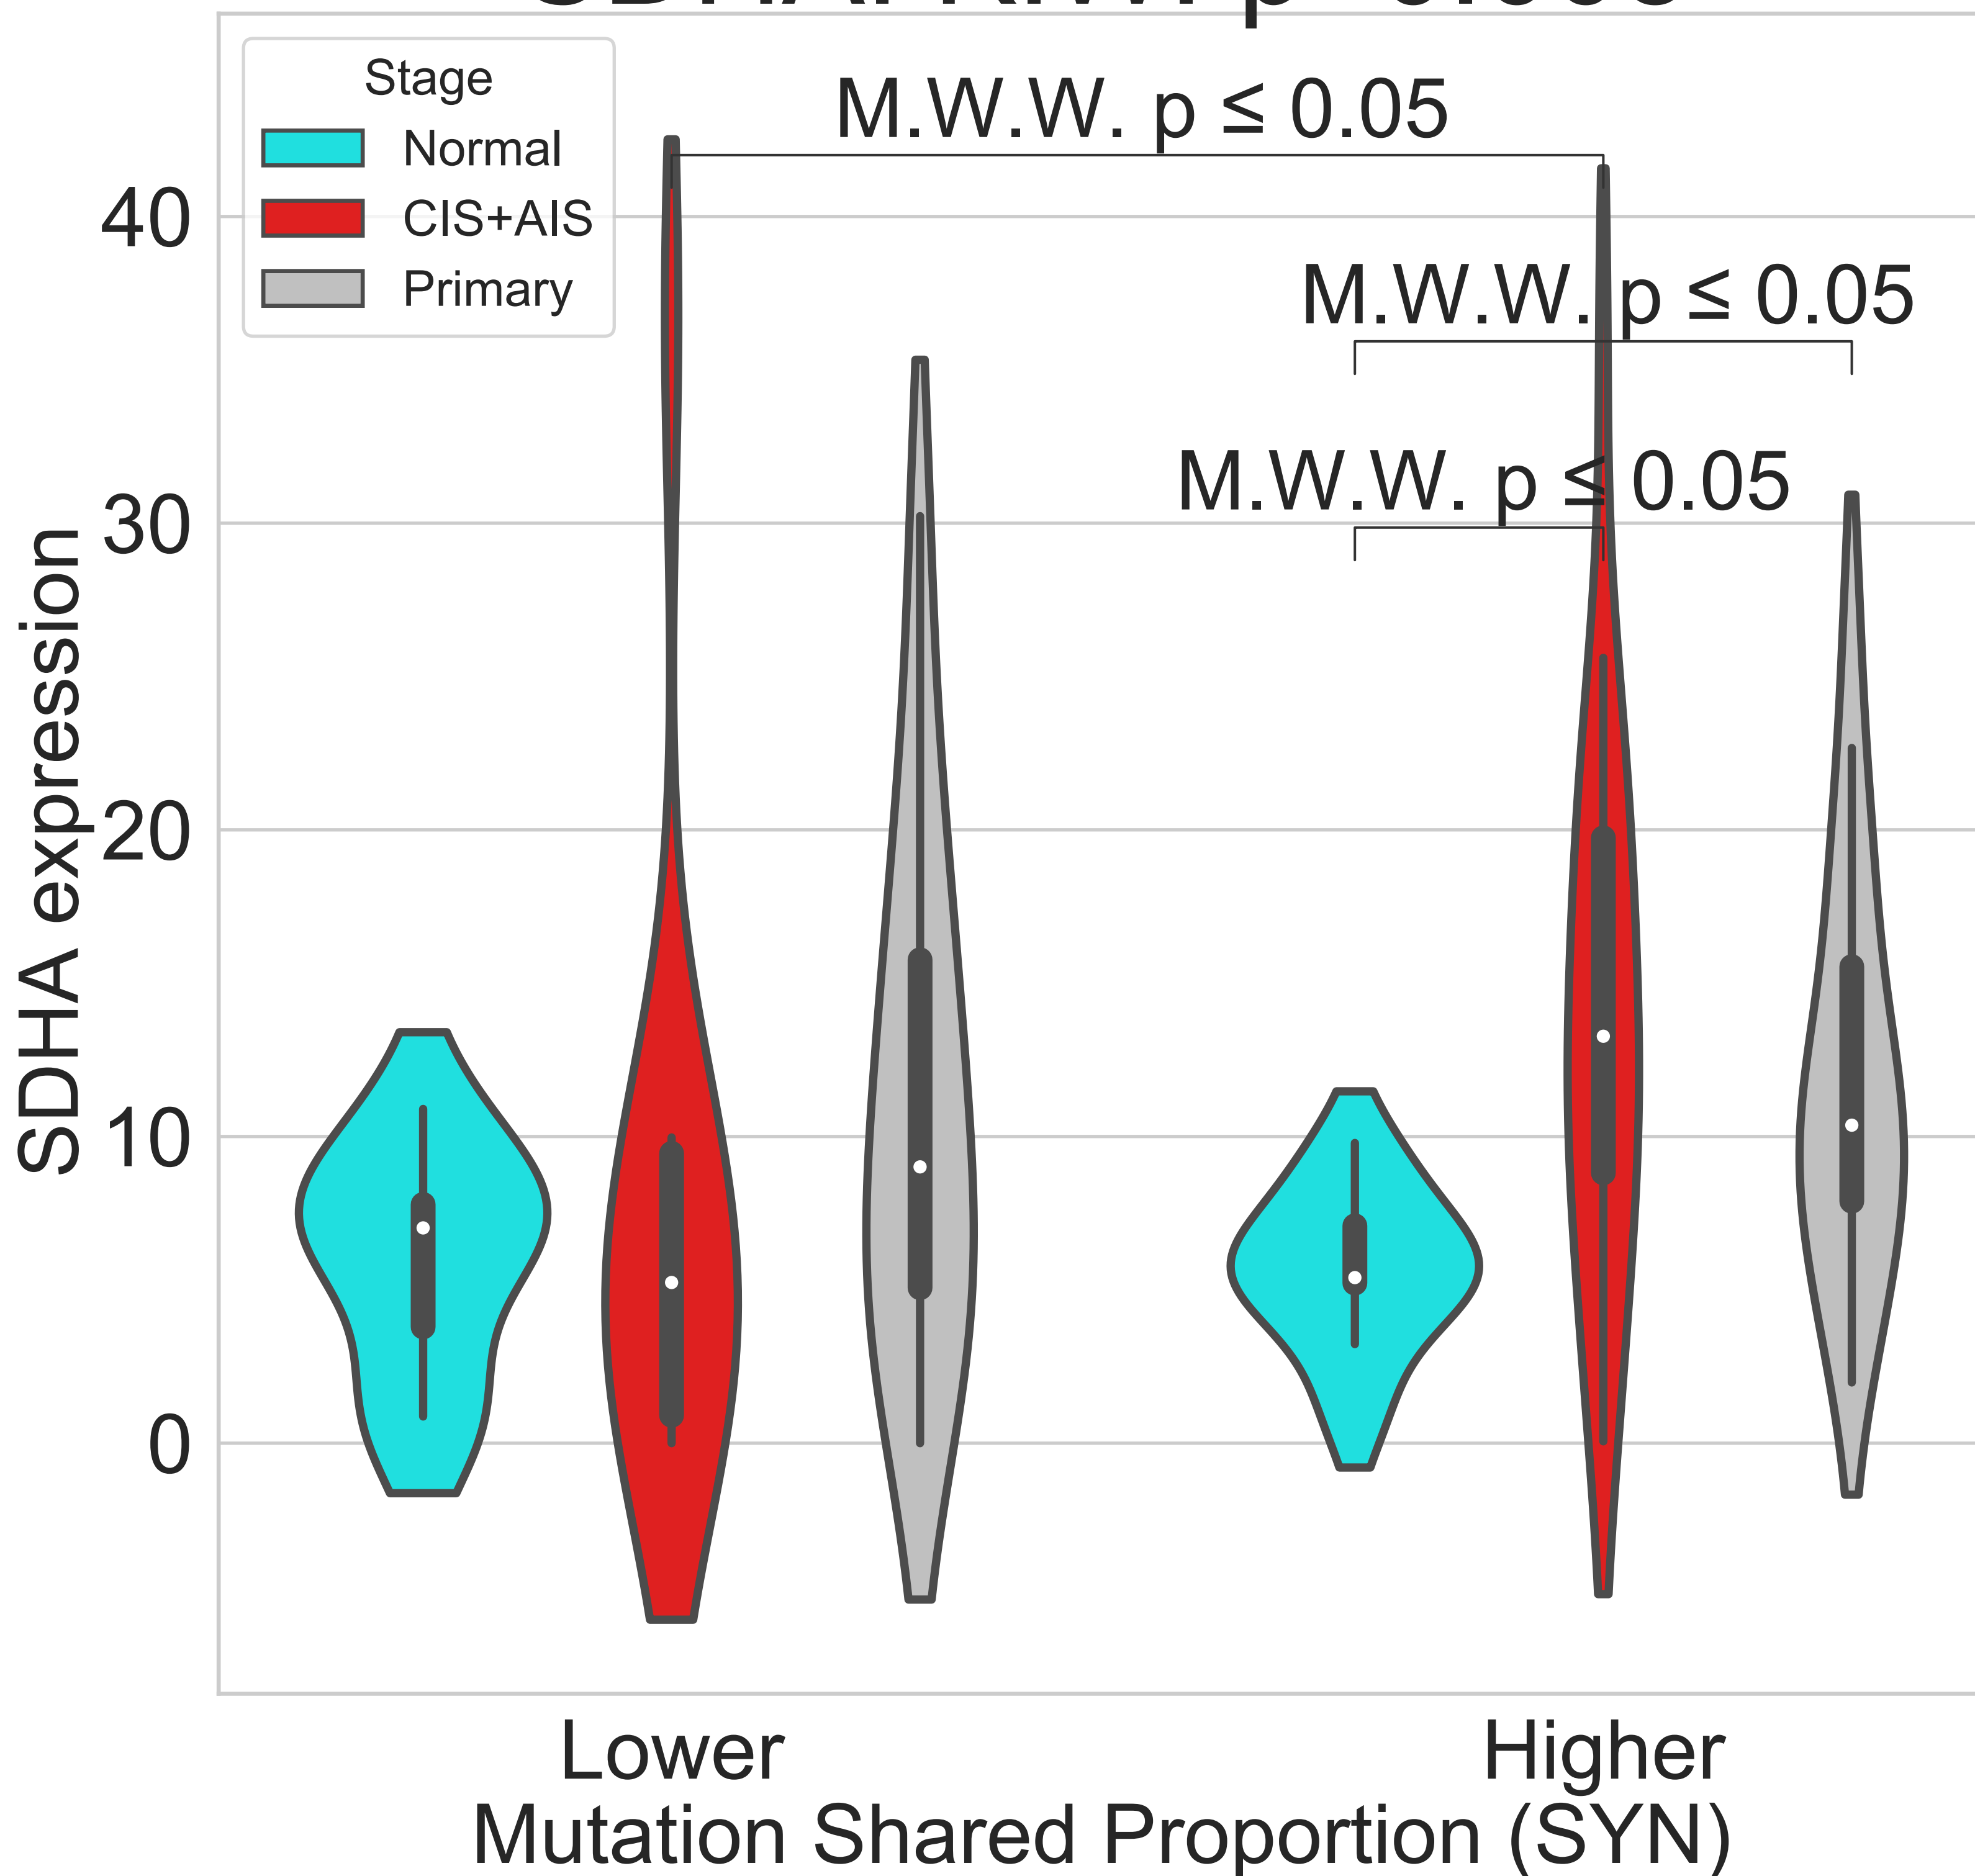 Stage
Normal
CIS+AIS
Primary
M.W.W. p ≤ 0.05
M.W.W. p ≤ 0.05
M.W.W. p ≤ 0.05
40
30
20
10
0
SDHA expression
Lower
Higher
Mutation Shared Proportion (SYN)